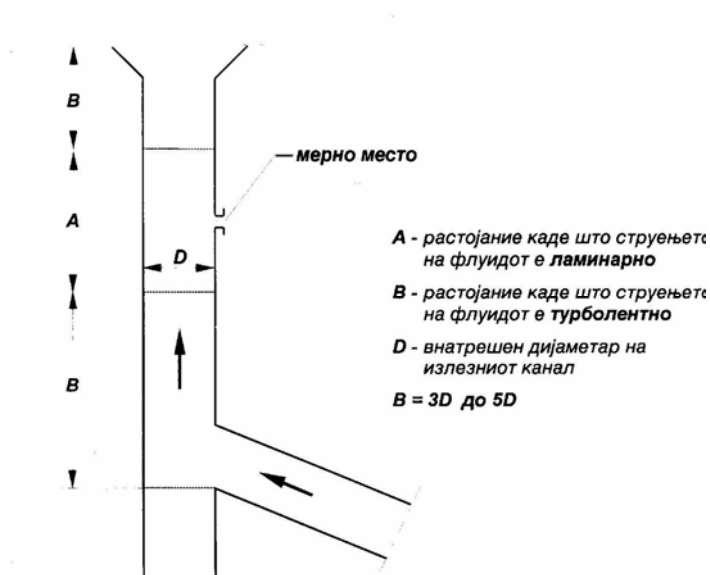 B
— мерно место
A
D
A - растојание каде што струењето
на флуидот е ламинарно
B - растојание каде што струењето
на флуидот е турболентно
D - внатрешен дијаметар на
излезниот канал
B
B = 3D до 5D